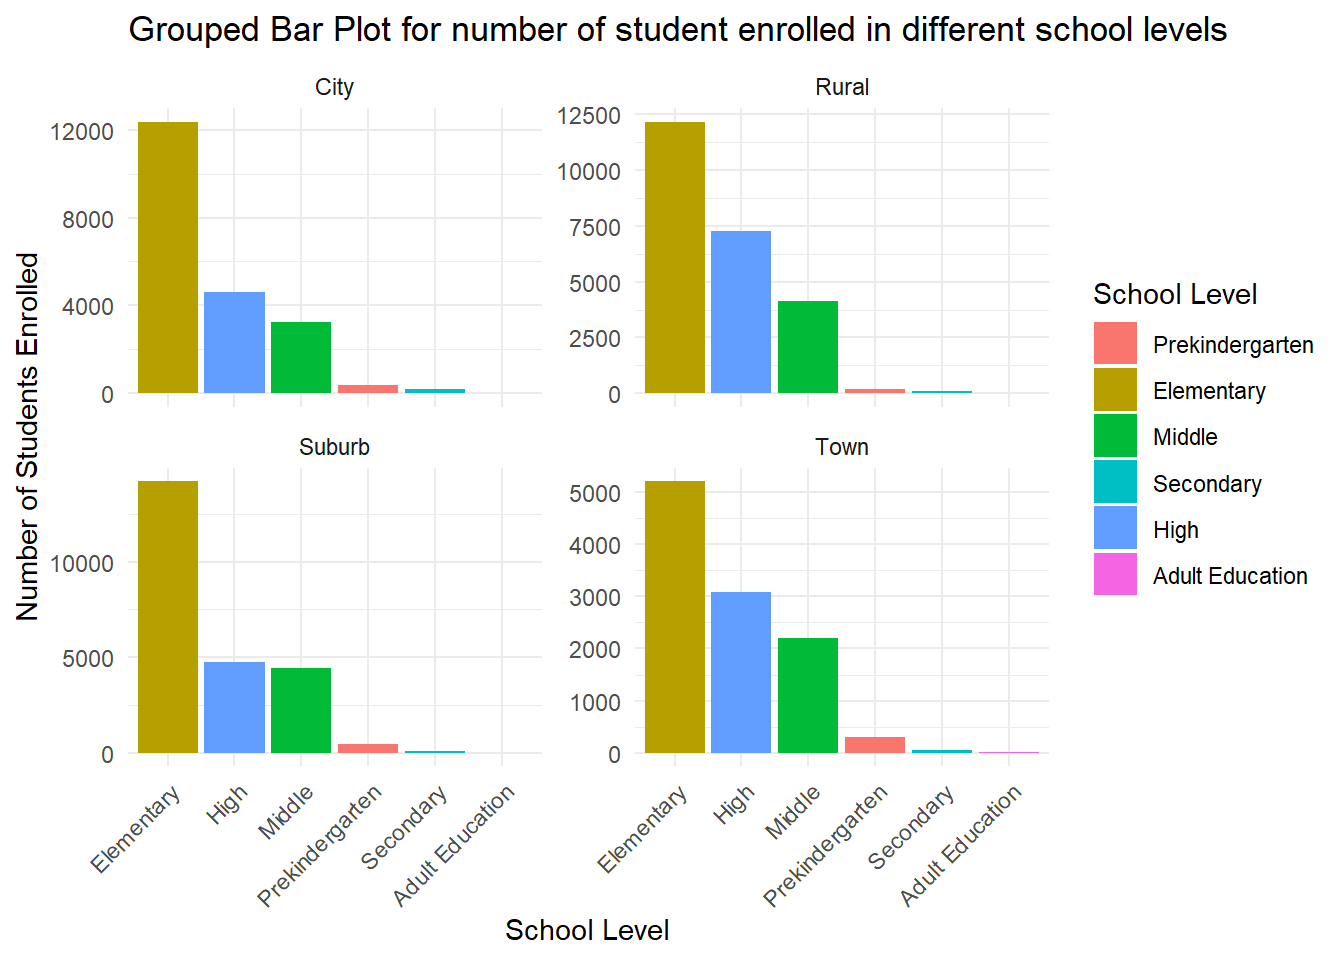 Grouped Bar Plot for number of student enrolled in different school levels
City
Rural
12000
8000
4000
0
12500
10000
7500
5000
2500
0
Suburb
Town
10000
5000
0
5000
4000
3000
2000
1000
0
Elementary
High
Middle
Prekindergarten
Secondary
Adult Education
Elementary
High
Middle
Prekindergarten
Secondary
Adult Education
School Level
Number of Students Enrolled
School Level
Prekindergarten
Elementary
Middle
Secondary
High
Adult Education